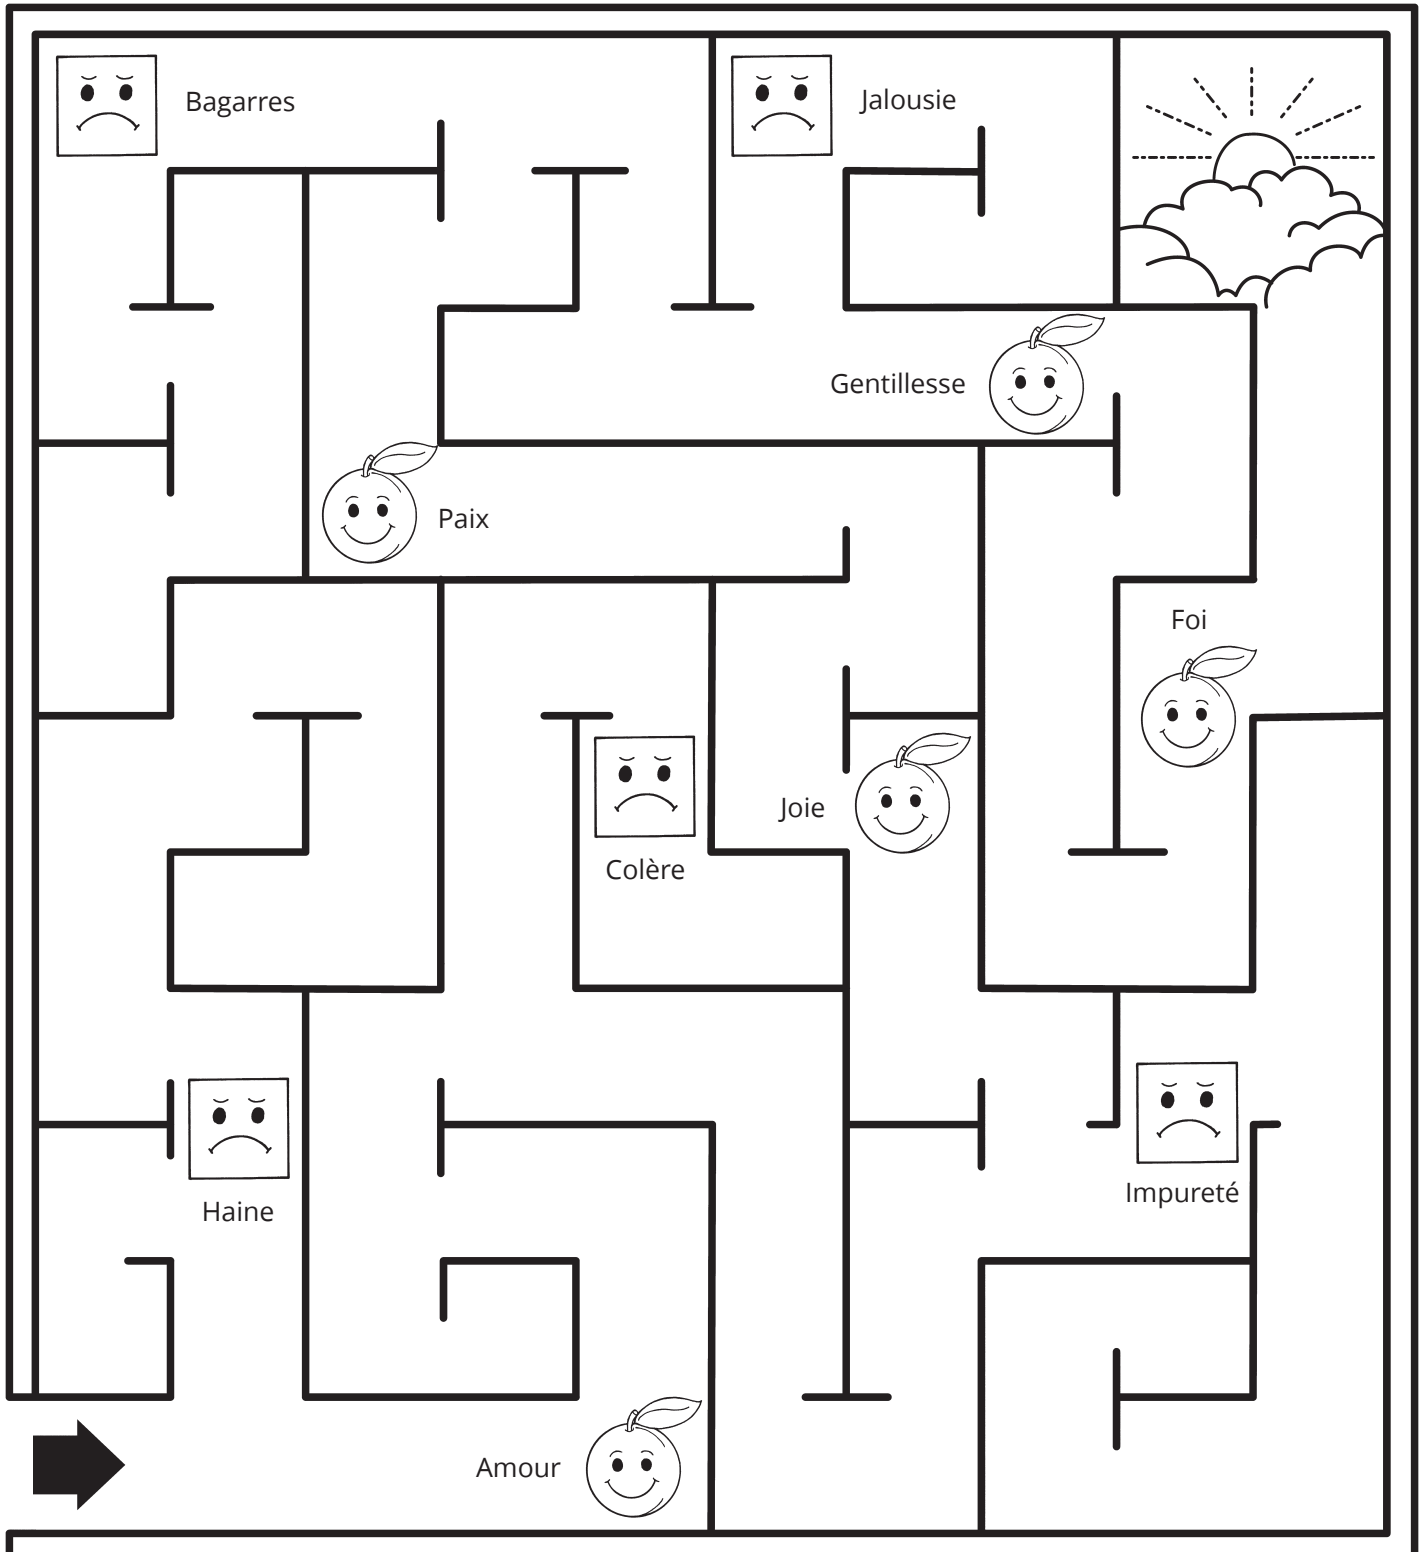 Bagarres
Jalousie
Gentillesse
Paix
Foi
Joie
Colère
Impureté
Haine
Amour